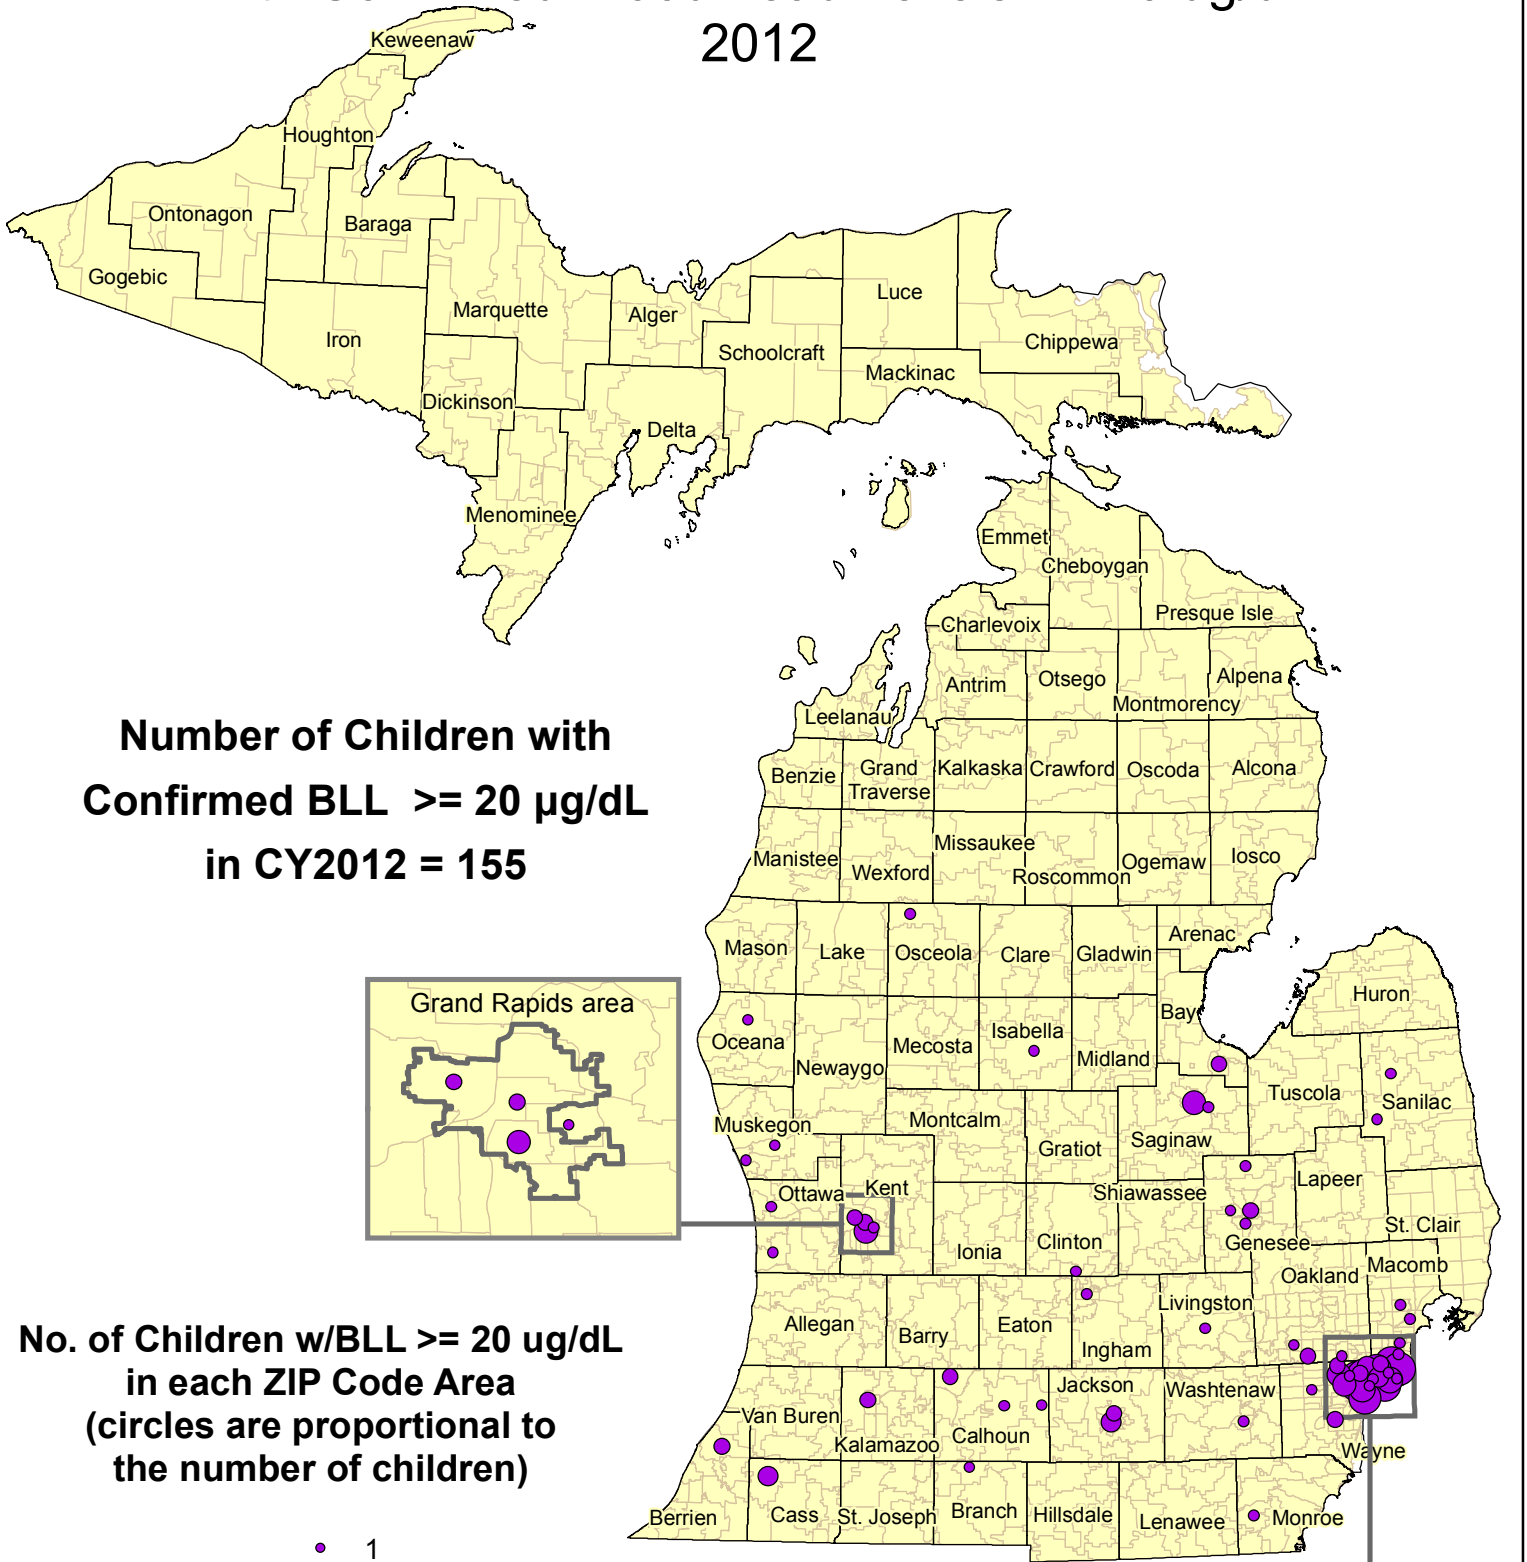 2012
Keweenaw
Houghton
Ontonagon
Baraga
Gogebic
Marquette
Alger
Luce
Iron
Schoolcraft
Chippewa
Mackinac
Dickinson
Delta
Menominee
Emmet
Cheboygan
Presque Isle
Charlevoix
Antrim
Otsego
Alpena
Montmorency
Leelanau
Number of Children with
Confirmed BLL >= 20 µg/dL
in CY2012 = 155
Benzie
Grand
Traverse
Kalkaska
Crawford
Oscoda
Alcona
Manistee
Wexford
Missaukee
Roscommon
Ogemaw
Iosco
Mason
Lake
Osceola
Clare
Gladwin
Arenac
Huron
Grand Rapids area
Oceana
Newaygo
Mecosta
Isabella
Midland
Bay
Tuscola
Sanilac
Muskegon
Montcalm
Gratiot
Saginaw
Lapeer
Ottawa
Kent
Shiawassee
St. Clair
Ionia
Clinton
Genesee
Oakland
Macomb
Allegan
Barry
Eaton
Ingham
Livingston
No. of Children w/BLL >= 20 ug/dL
in each ZIP Code Area
(circles are proportional to
the number of children)
Van Buren
Kalamazoo
Calhoun
Jackson
Washtenaw
Wayne
Berrien
Cass
St. Joseph
Branch
Hillsdale
Lenawee
Monroe
1